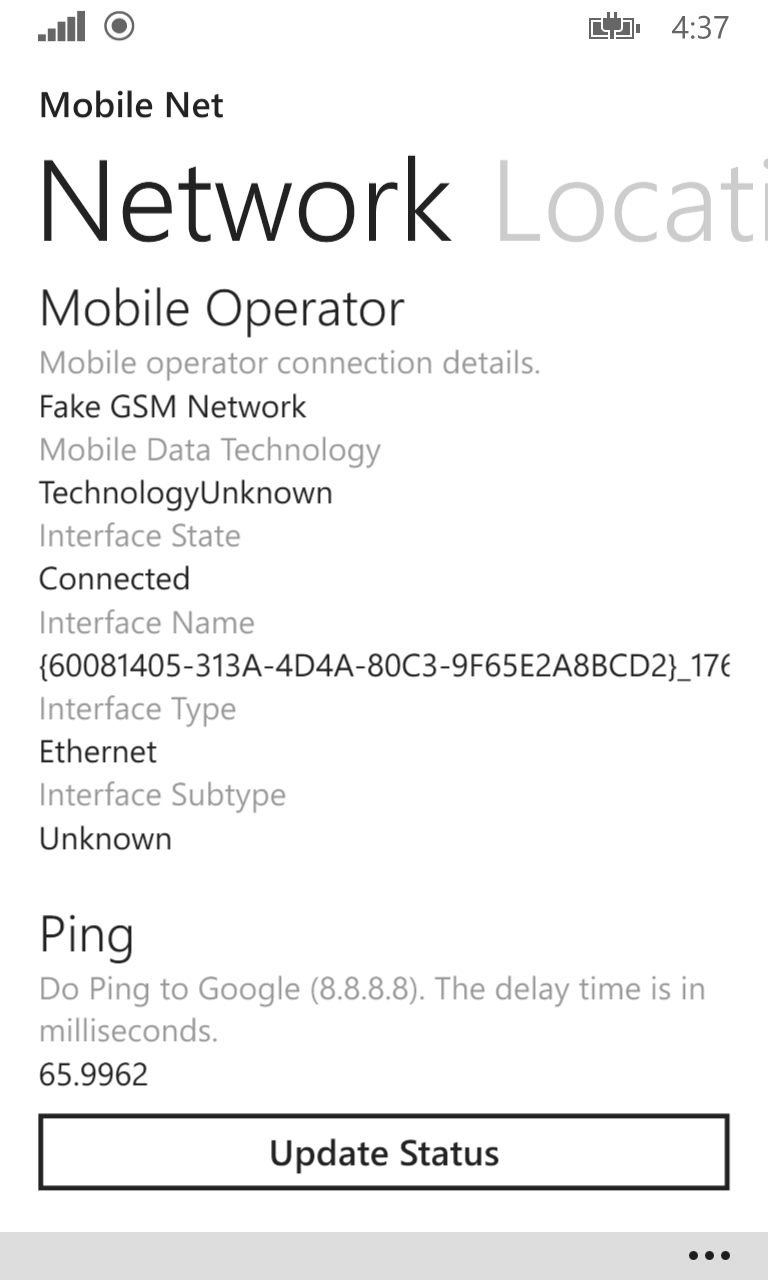 4:37
Mobile Net
Network Locati
Mobile Operator
Mobile operator connection details.
Fake GSM Network
Mobile Data Technology
TechnologyUnknown
Interface State
Connected
Interface Name
{60081405-313A-4D4A-80C3-9F65E2A8BCD2}_176
Interface Type
Ethernet
Interface Subtype
Unknown
Ping
Do Ping to Google (8.8.8.8). The delay time is in
milliseconds.
65.9962
Update Status